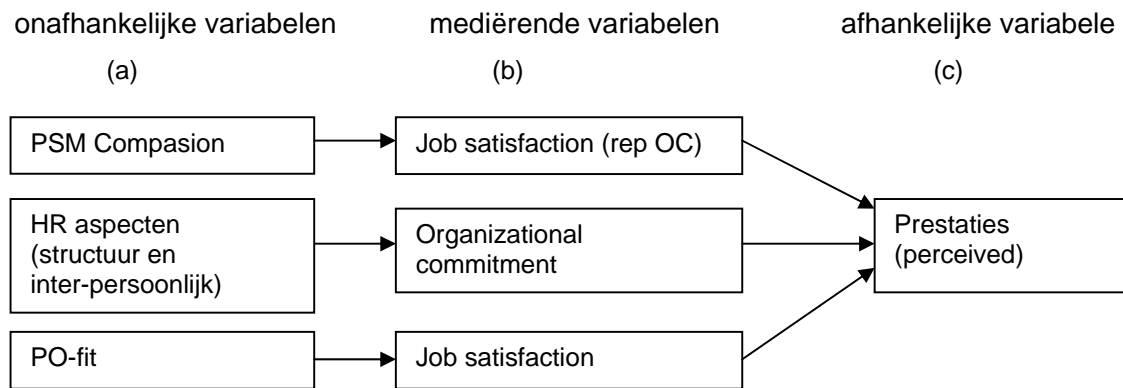 onafhankelijke variabelen
mediërende variabelen
afhankelijke variabele
(a)
(b)
(c)
PSM Compasion
Job satisfaction (rep OC)
HR aspecten
(structuur en
inter-persoonlijk)
Organizational
commitment
Prestaties
(perceived)
PO-fit
Job satisfaction